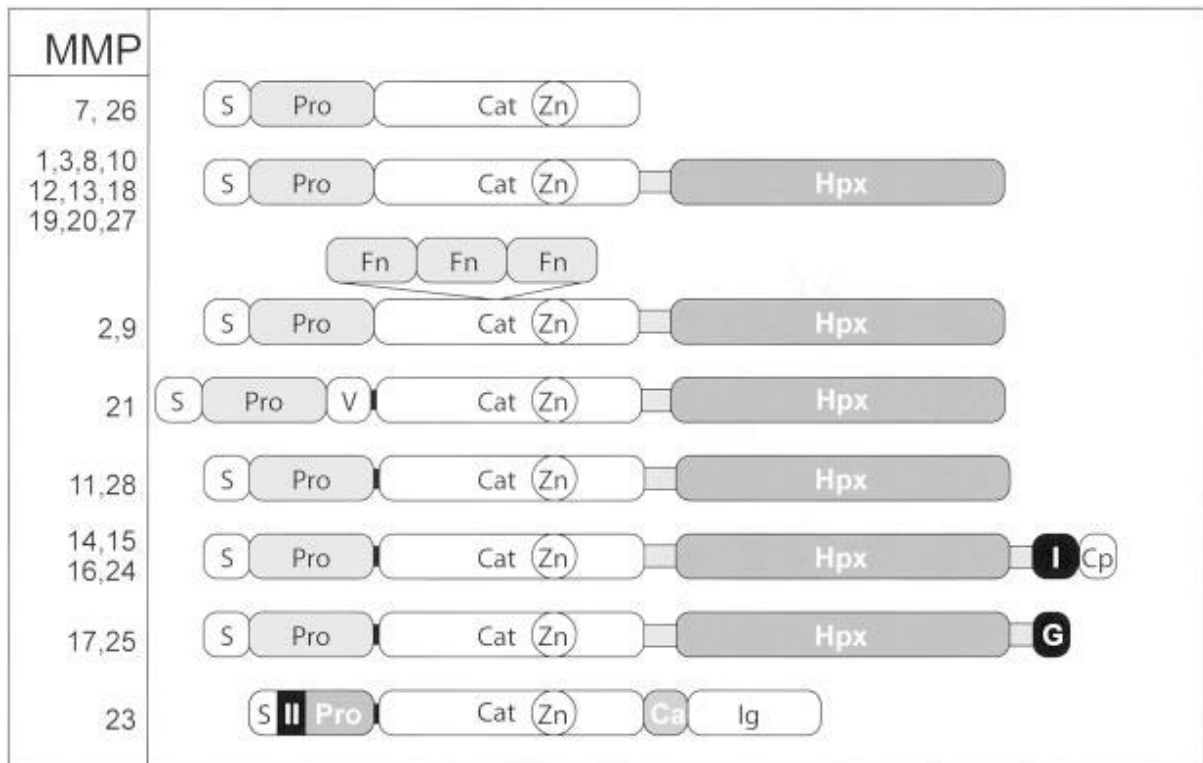 MMP
7, 26
S Pro Cat Zn
1,3,8,10
12,13,18
19,20,27
S Pro Cat Zn Hpx
Fn Fn Fn
2,9
S Pro Cat Zn Hpx
21
S Pro V Cat Zn Hpx
11,28
S Pro Cat Zn Hpx
14,15
16,24
S Pro Cat Zn Hpx I Cp
17,25
S Pro Cat Zn Hpx G
23
S II Pro Cat Zn Ca Ig